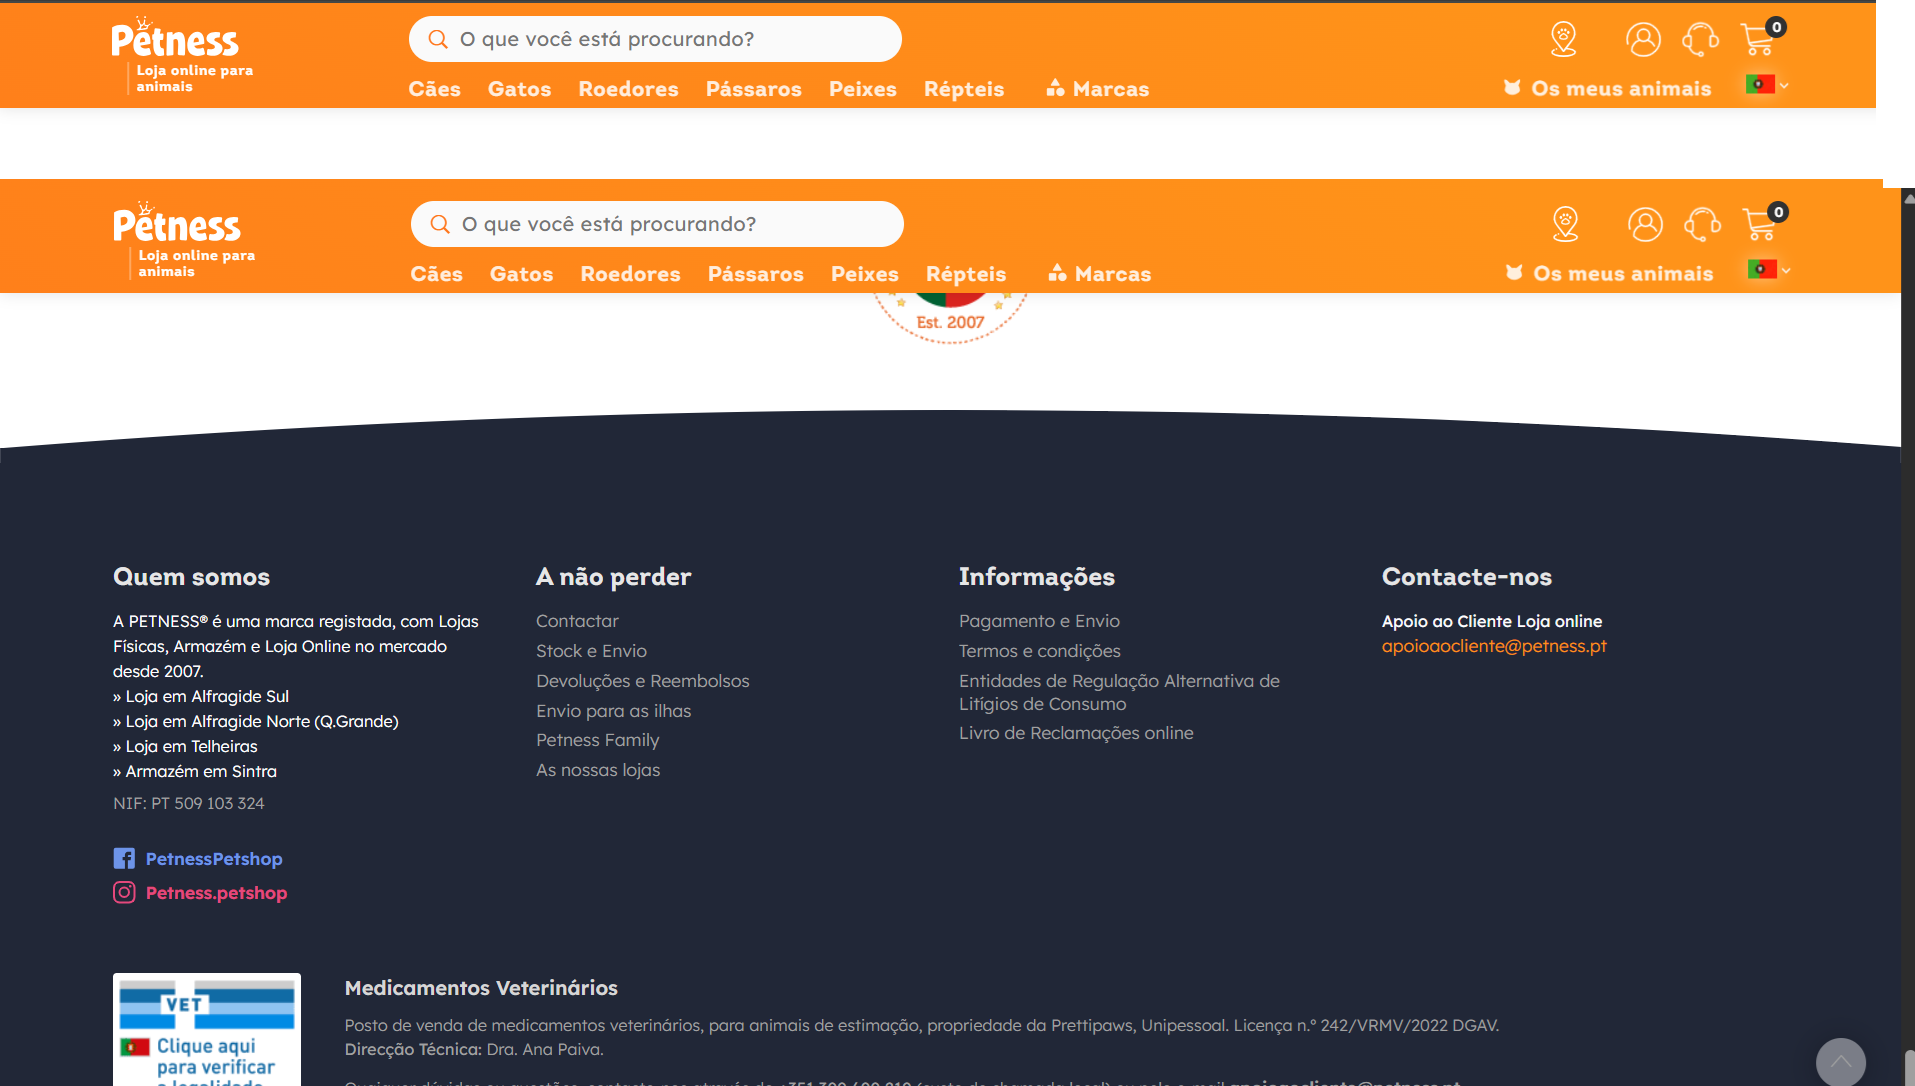 Petness
Loja online para
animais
O que você está procurando?
0
Cães Gatos Roedores Pássaros Peixes Répteis Marcas
Os meus animais
Petness
Loja online para
animais
O que você está procurando?
0
Cães Gatos Roedores Pássaros Peixes Répteis Marcas
Os meus animais
Est. 2007
Quem somos
A PETNESS® é uma marca registada, com Lojas
Físicas, Armazém e Loja Online no mercado
desde 2007.
» Loja em Alfragide Sul
» Loja em Alfragide Norte (Q.Grande)
» Loja em Telheiras
» Armazém em Sintra
NIF: PT 509 103 324
PetnessPetshop
Petness.petshop
A não perder
Contactar
Stock e Envio
Devoluções e Reembolsos
Envio para as ilhas
Petness Family
As nossas lojas
Informações
Pagamento e Envio
Termos e condições
Entidades de Regulação Alternativa de
Litígios de Consumo
Livro de Reclamações online
Contacte-nos
Apoio ao Cliente Loja online
apoioaocliente@petness.pt
VET
Clique aqui
para verificar
a legalidade
Medicamentos Veterinários
Posto de venda de medicamentos veterinários, para animais de estimação, propriedade da Prettipaws, Unipessoal. Licença n.º 242/VRMV/2022 DGAV.
Direcção Técnica: Dra. Ana Paiva.